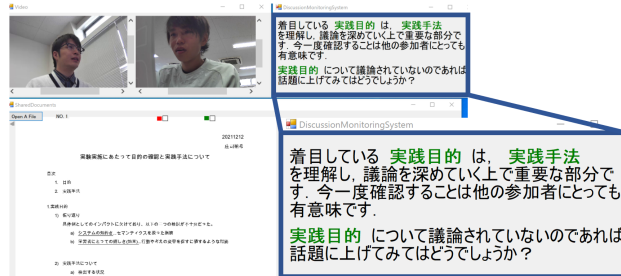 Video
DiscussionMonitoringSystem
着目している 実践目的 は，実践手法
を理解し，議論を深めていく上で重要な部分で
す．今一度確認することは他の参加者にとっても
有意味です．
実践目的 について議論されていないのであれば
話題に上げてみてはどうでしょうか？
SharedDocuments
Open A File
NO. 1
20211212
実験実施にあたって目的の確認と実践手法について
目次
1. 目的
2. 実践手法
1.実践計画
1) 振り返り
2) 実践手法について
DiscussionMonitoringSystem
着目している 実践目的 は，実践手法
を理解し，議論を深めていく上で重要な部分で
す．今一度確認することは他の参加者にとっても
有意味です．
実践目的 について議論されていないのであれば
話題に上げてみてはどうでしょうか？